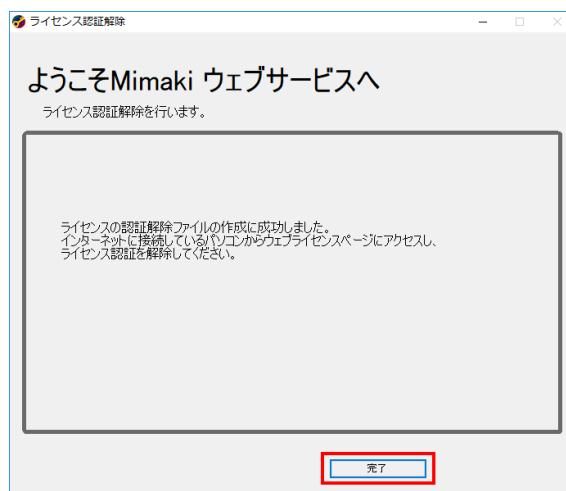 ライセンス認証解除
ようこそMimaki ウェブサービスへ
ライセンス認証解除を行います。
ライセンスの認証解除ファイルの作成に成功しました。
インターネットに接続しているパソコンからウェブライセンスページにアクセスし、
ライセンス認証を解除してください。
完了